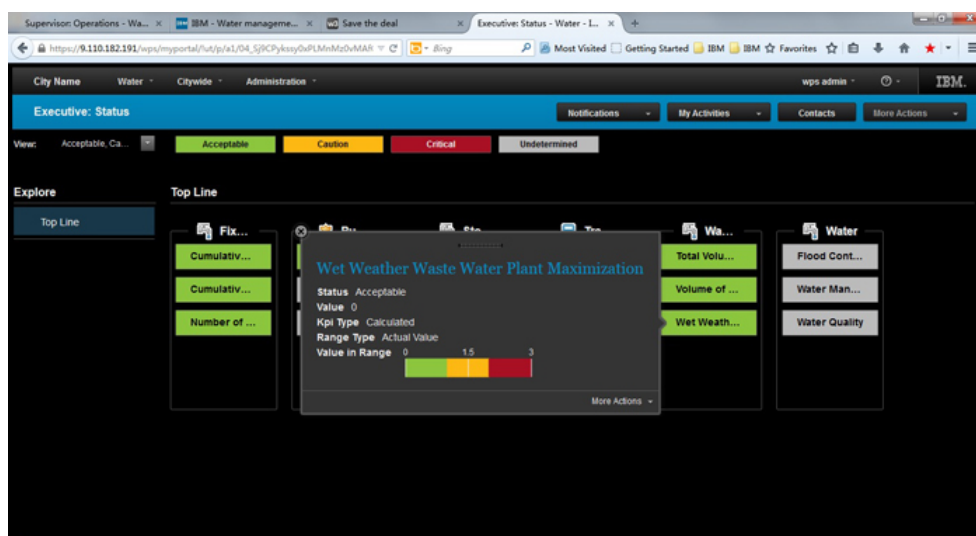 Supervisor: Operations - Wa...
IBM - Water manageme...
Save the deal
Executive: Status - Water - I...
https://9.110.182.191/wps/myportal/!ut/p/a1/
Bing
Most Visited
Getting Started
IBM
IBM
Favorites
City Name
Water
Citywide
Administration
wps admin
IBM.
Executive: Status
Notifications
My Activities
Contacts
More Actions
View:
Acceptable, Ca...
Acceptable
Caution
Critical
Undetermined
Explore
Top Line
Top Line
Fix...
Wa...
Water
Cumulativ...
Total Volu...
Flood Cont...
Cumulativ...
Volume of ...
Water Man...
Number of ...
Wet Weath...
Water Quality
Wet Weather Waste Water Plant Maximization
Status Acceptable
Value 0
Kpi Type Calculated
Range Type Actual Value
Value in Range 0 1.5 3
More Actions